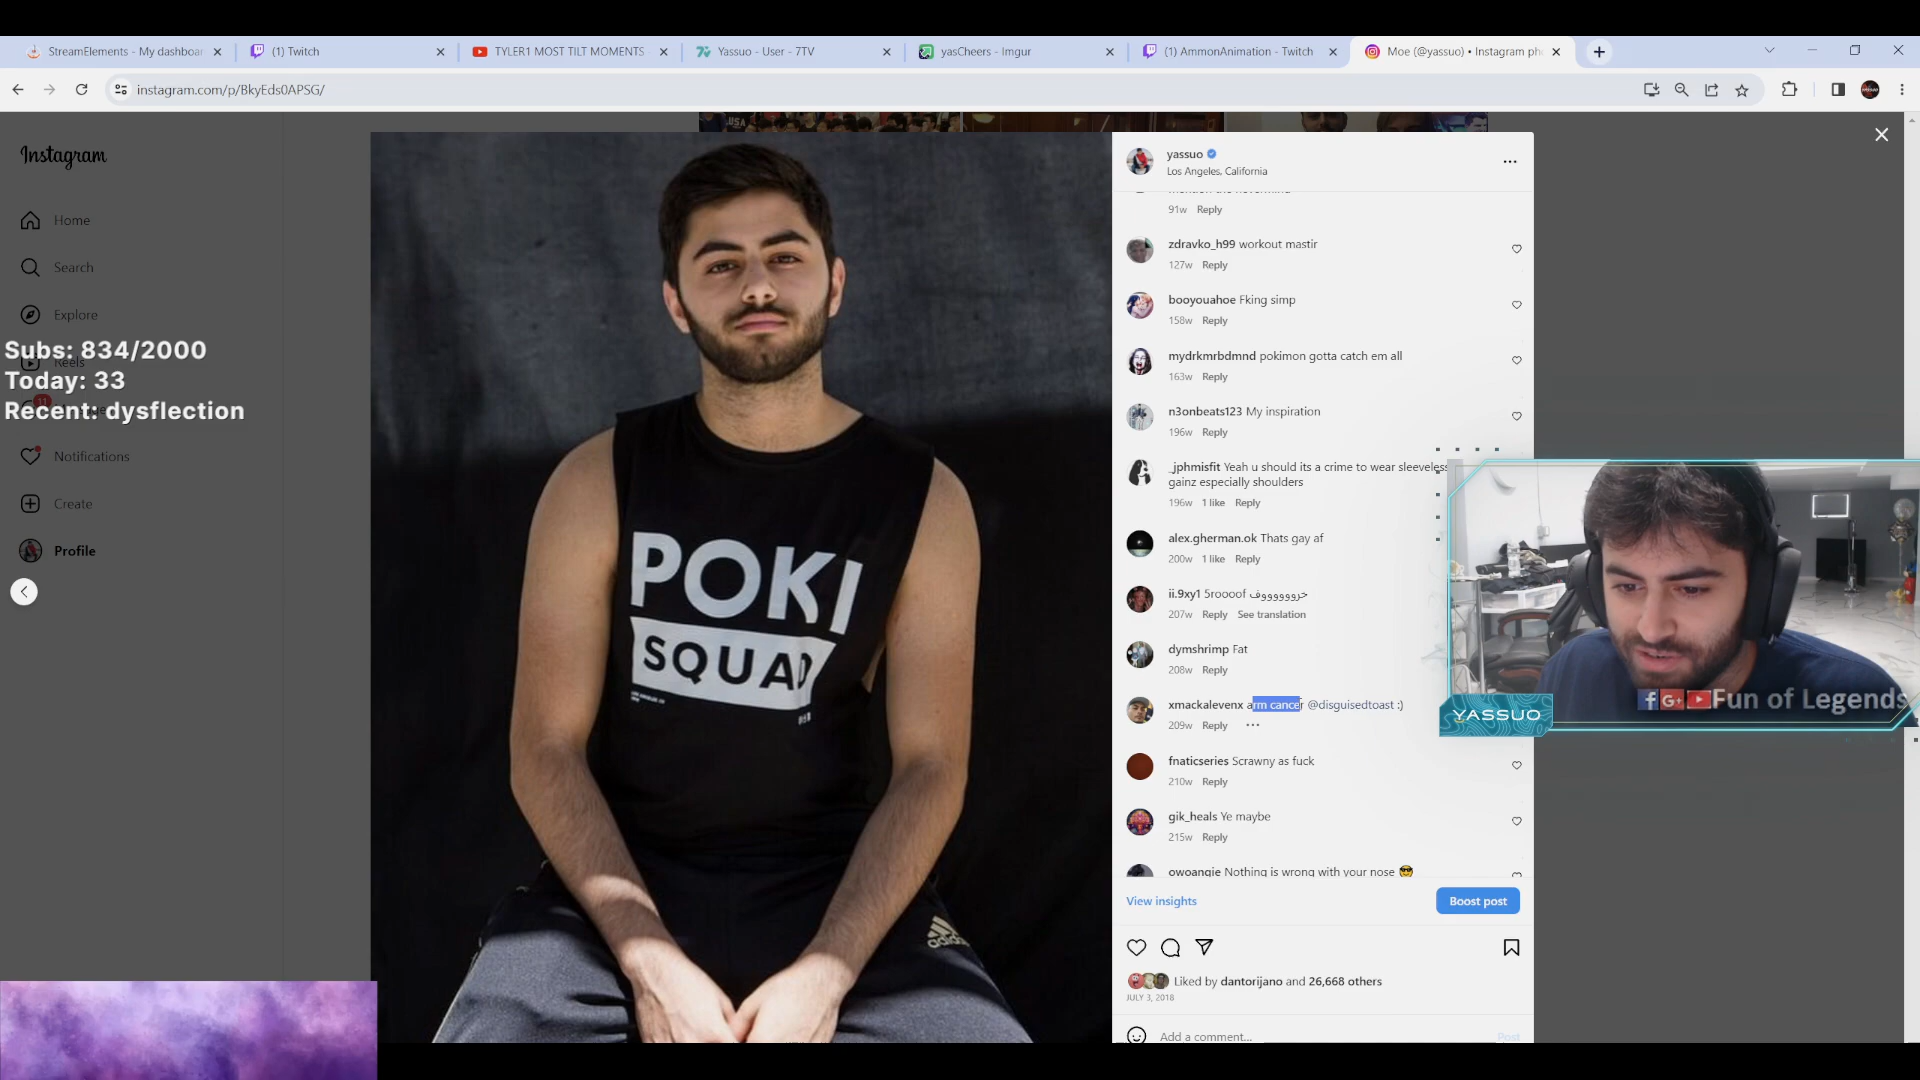 StreamElements - My dashboar
(1) Twitch
TYLER1 MOST TILT MOMENTS
Yassuo - User - 7TV
yasCheers - Imgur
(1) AmmonAnimation - Twitch
Moe (@yassuo) • Instagram ph
instagram.com/p/BkyEds0APSG/
Instagram
Home
Search
Explore
Reels
Subs: 834/2000
Today: 33
Recent: dysflection
11
Notifications
Create
Profile
POKI
SQUAD
adidas
yassuo
Los Angeles, California
91w Reply
zdravko_h99 workout mastir
127w Reply
booyouahoe Fking simp
158w Reply
mydrkmrbdmnd pokimon gotta catch em all
163w Reply
n3onbeats123 My inspiration
196w Reply
_jphmisfit Yeah u should its a crime to wear sleeveless
gainz especially shoulders
196w 1 like Reply
alex.gherman.ok Thats gay af
200w 1 like Reply
ii.9xy1 5roooof خرووووووف
207w Reply See translation
dymshrimp Fat
208w Reply
xmackalevenx arm cancer @disguisedtoast :)
209w Reply
fnaticseries Scrawny as fuck
210w Reply
gik_heals Ye maybe
215w Reply
owoangie Nothing is wrong with your nose 😎
View insights
Boost post
Liked by dantorijano and 26,668 others
JULY 3, 2018
Add a comment...
Post
YASSUO
Fun of Legends